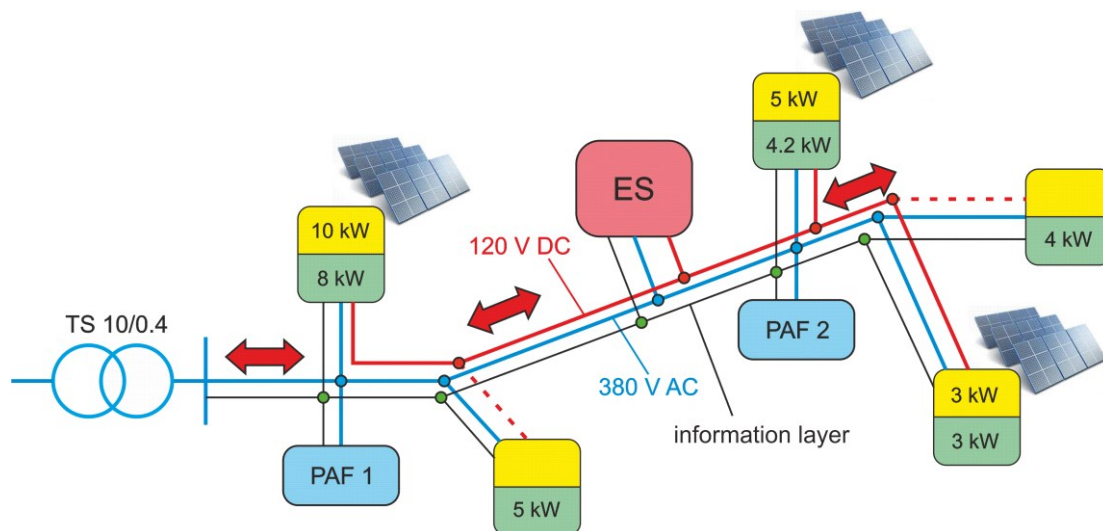 5 kW
4.2 kW
ES
10 kW
8 kW
120 V DC
4 kW
TS 10/0.4
PAF 2
380 V AC
information layer
3 kW
3 kW
PAF 1
5 kW